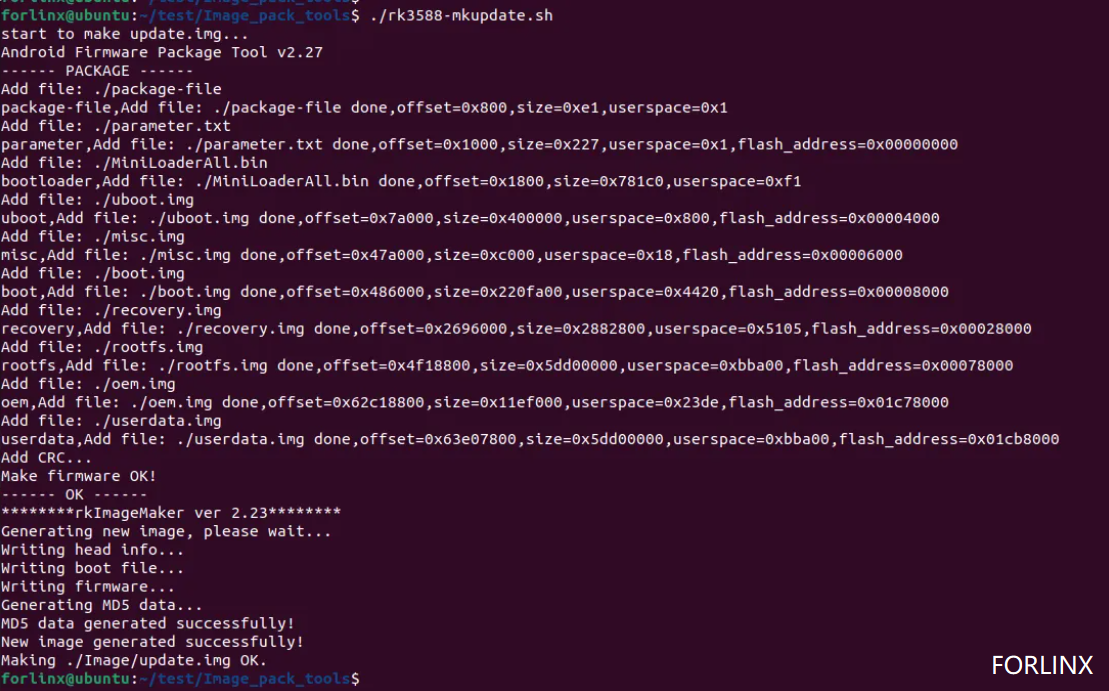 forlinx@ubuntu:~/test/Image_pack_tools$
forlinx@ubuntu:~/test/Image_pack_tools$ ./rk3588-mkupdate.sh
start to make update.img...
Android Firmware Package Tool v2.27
------ PACKAGE ------
Add file: ./package-file
package-file,Add file: ./package-file done,offset=0x800,size=0xe1,userspace=0x1
Add file: ./parameter.txt
parameter,Add file: ./parameter.txt done,offset=0x1000,size=0x227,userspace=0x1,flash_address=0x00000000
Add file: ./MiniLoaderAll.bin
bootloader,Add file: ./MiniLoaderAll.bin done,offset=0x1800,size=0x781c0,userspace=0xf1
Add file: ./uboot.img
uboot,Add file: ./uboot.img done,offset=0x7a000,size=0x400000,userspace=0x800,flash_address=0x00004000
Add file: ./misc.img
misc,Add file: ./misc.img done,offset=0x47a000,size=0xc000,userspace=0x18,flash_address=0x00006000
Add file: ./boot.img
boot,Add file: ./boot.img done,offset=0x486000,size=0x220fa00,userspace=0x4420,flash_address=0x00008000
Add file: ./recovery.img
recovery,Add file: ./recovery.img done,offset=0x2696000,size=0x2882800,userspace=0x5105,flash_address=0x00028000
Add file: ./rootfs.img
rootfs,Add file: ./rootfs.img done,offset=0x4f18800,size=0x5dd00000,userspace=0xbba00,flash_address=0x00078000
Add file: ./oem.img
oem,Add file: ./oem.img done,offset=0x62c18800,size=0x11ef000,userspace=0x23de,flash_address=0x01c78000
Add file: ./userdata.img
userdata,Add file: ./userdata.img done,offset=0x63e07800,size=0x5dd00000,userspace=0xbba00,flash_address=0x01cb8000
Add CRC...
Make firmware OK!
------ OK ------
********rkImageMaker ver 2.23********
Generating new image, please wait...
Writing head info...
Writing boot file...
Writing firmware...
Generating MD5 data...
MD5 data generated successfully!
New image generated successfully!
Making ./Image/update.img OK.
forlinx@ubuntu:~/test/Image_pack_tools$
FORLINX